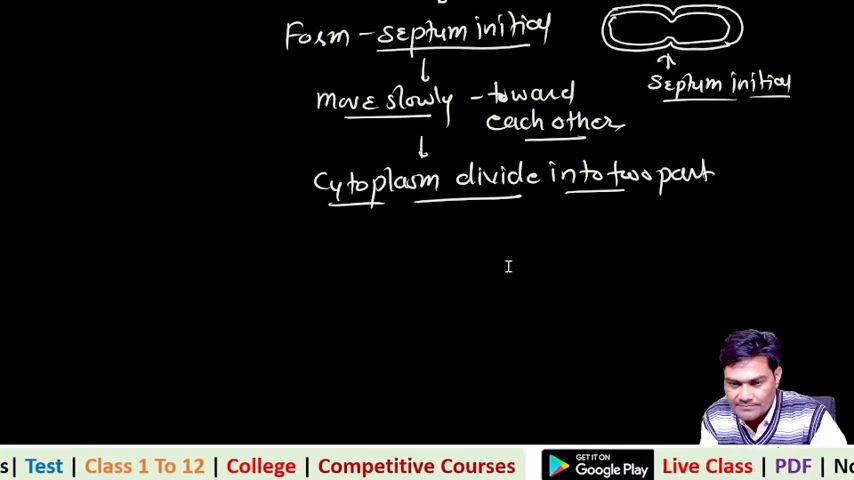 Form - septum initial
Septum initial
Move slowly - toward
each other
Cytoplasm divide into two part
s| Test | Class 1 To 12 | College | Competitive Courses
GET IT ON
Google Play
Live Class | PDF | No